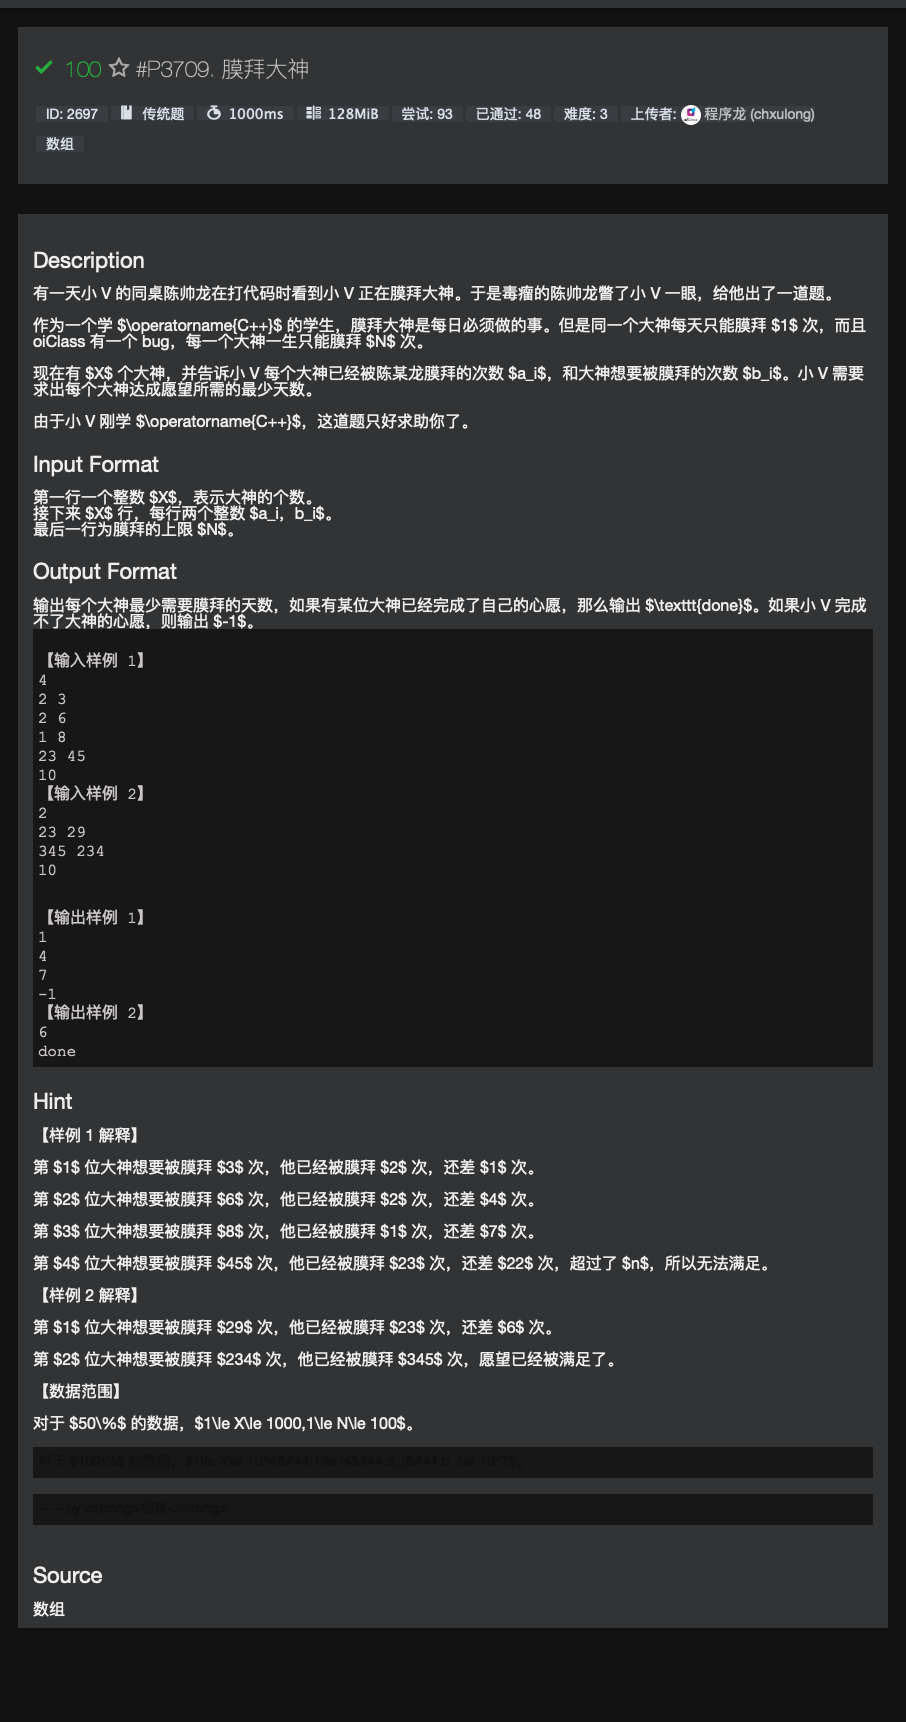 100 #P3709. 膜拜大神
ID: 2697 传统题 1000ms 128MiB 尝试: 93 已通过: 48 难度: 3 上传者: 程序龙 (chxulong)
数组
Description
有一天小 V 的同桌陈帅龙在打代码时看到小 V 正在膜拜大神。于是毒瘤的陈帅龙瞥了小 V 一眼，给他出了一道题。
作为一个学 $\operatorname{C++}$ 的学生，膜拜大神是每日必须做的事。但是同一个大神每天只能膜拜 $1$ 次，而且
oiClass 有一个 bug，每一个大神一生只能膜拜 $N$ 次。
现在有 $X$ 个大神，并告诉小 V 每个大神已经被陈某龙膜拜的次数 $a_i$，和大神想要被膜拜的次数 $b_i$。小 V 需要
求出每个大神达成愿望所需的最少天数。
由于小 V 刚学 $\operatorname{C++}$，这道题只好求助你了。
Input Format
第一行一个整数 $X$，表示大神的个数。
接下来 $X$ 行，每行两个整数 $a_i，b_i$。
最后一行为膜拜的上限 $N$。
Output Format
输出每个大神最少需要膜拜的天数，如果有某位大神已经完成了自己的心愿，那么输出 $\texttt{done}$。如果小 V 完成
不了大神的心愿，则输出 $-1$。
【输入样例 1】
4
2 3
2 6
1 8
23 45
10
【输入样例 2】
2
23 29
345 234
10
【输出样例 1】
1
4
7
-1
【输出样例 2】
6
done
Hint
【样例 1 解释】
第 $1$ 位大神想要被膜拜 $3$ 次，他已经被膜拜 $2$ 次，还差 $1$ 次。
第 $2$ 位大神想要被膜拜 $6$ 次，他已经被膜拜 $2$ 次，还差 $4$ 次。
第 $3$ 位大神想要被膜拜 $8$ 次，他已经被膜拜 $1$ 次，还差 $7$ 次。
第 $4$ 位大神想要被膜拜 $45$ 次，他已经被膜拜 $23$ 次，还差 $22$ 次，超过了 $n$，所以无法满足。
【样例 2 解释】
第 $1$ 位大神想要被膜拜 $29$ 次，他已经被膜拜 $23$ 次，还差 $6$ 次。
第 $2$ 位大神想要被膜拜 $234$ 次，他已经被膜拜 $345$ 次，愿望已经被满足了。
【数据范围】
对于 $50\%$ 的数据，$1\le X\le 1000,1\le N\le 100$。
对于 $100\%$ 的数据，$1\le X\le 10^4&#44;1\le N&#44;a_i&#44;b_i\le 10^7$。
——by <strong></strong>
Source
数组